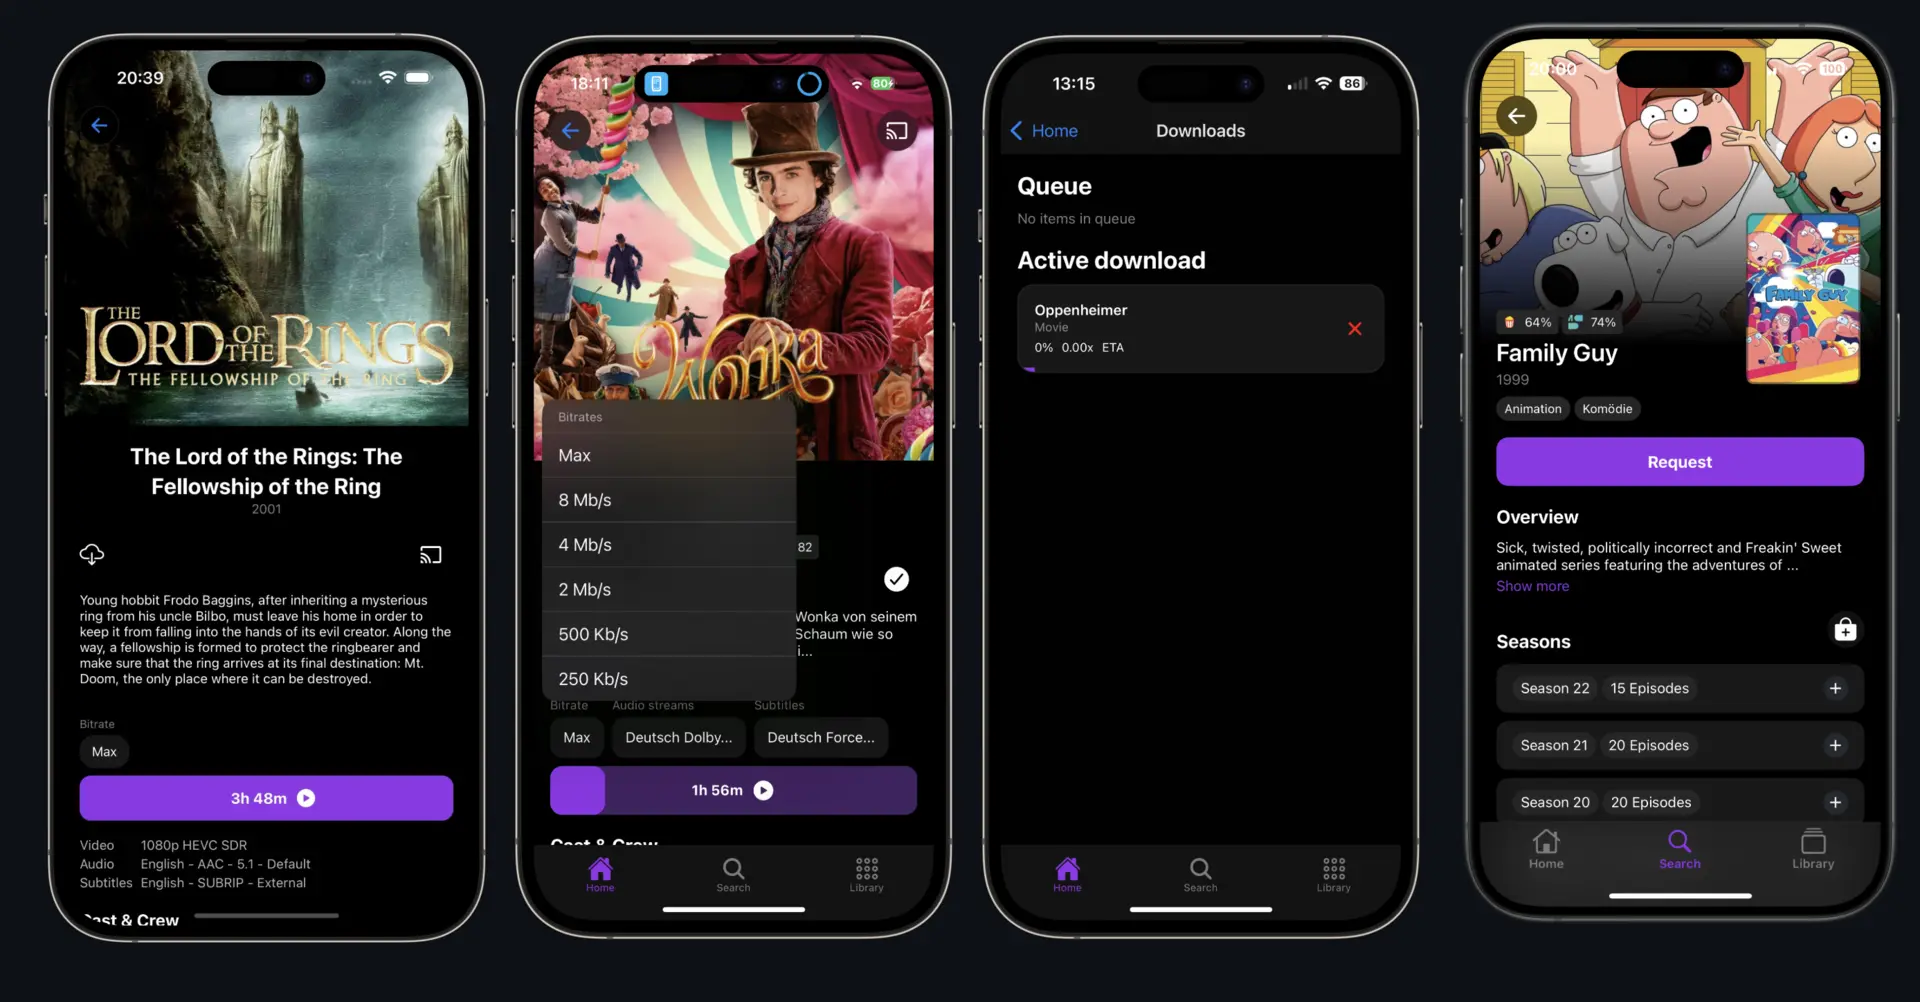 20:39
THE
LORD OF THE RINGS
THE FELLOWSHIP OF THE RING
The Lord of the Rings: The
Fellowship of the Ring
2001
Young hobbit Frodo Baggins, after inheriting a mysterious
ring from his uncle Bilbo, must leave his home in order to
keep it from falling into the hands of its evil creator. Along the
way, a fellowship is formed to protect the ringbearer and
make sure that the ring arrives at its final destination: Mt.
Doom, the only place where it can be destroyed.
Bitrate
Max
3h 48m
Video 1080p HEVC SDR
Audio English - AAC - 5.1 - Default
Subtitles English - SUBRIP - External
Cast & Crew
18:11
80
Wonka
Bitrates
Max
8 Mb/s
4 Mb/s
2 Mb/s
500 Kb/s
250 Kb/s
82
Wonka von seinem
Schaum wie so
i...
Bitrate Audio streams Subtitles
Max Deutsch Dolby... Deutsch Force...
1h 56m
Cast & Crew
Home Search Library
13:15
86
Home Downloads
Queue
No items in queue
Active download
Oppenheimer
Movie
0% 0.00x ETA
Home Search Library
20:00
100
FAMILY GUY
64% 74%
Family Guy
1999
Animation Komödie
Request
Overview
Sick, twisted, politically incorrect and Freakin' Sweet
animated series featuring the adventures of ...
Show more
Seasons
Season 22 15 Episodes
Season 21 20 Episodes
Season 20 20 Episodes
Home Search Library